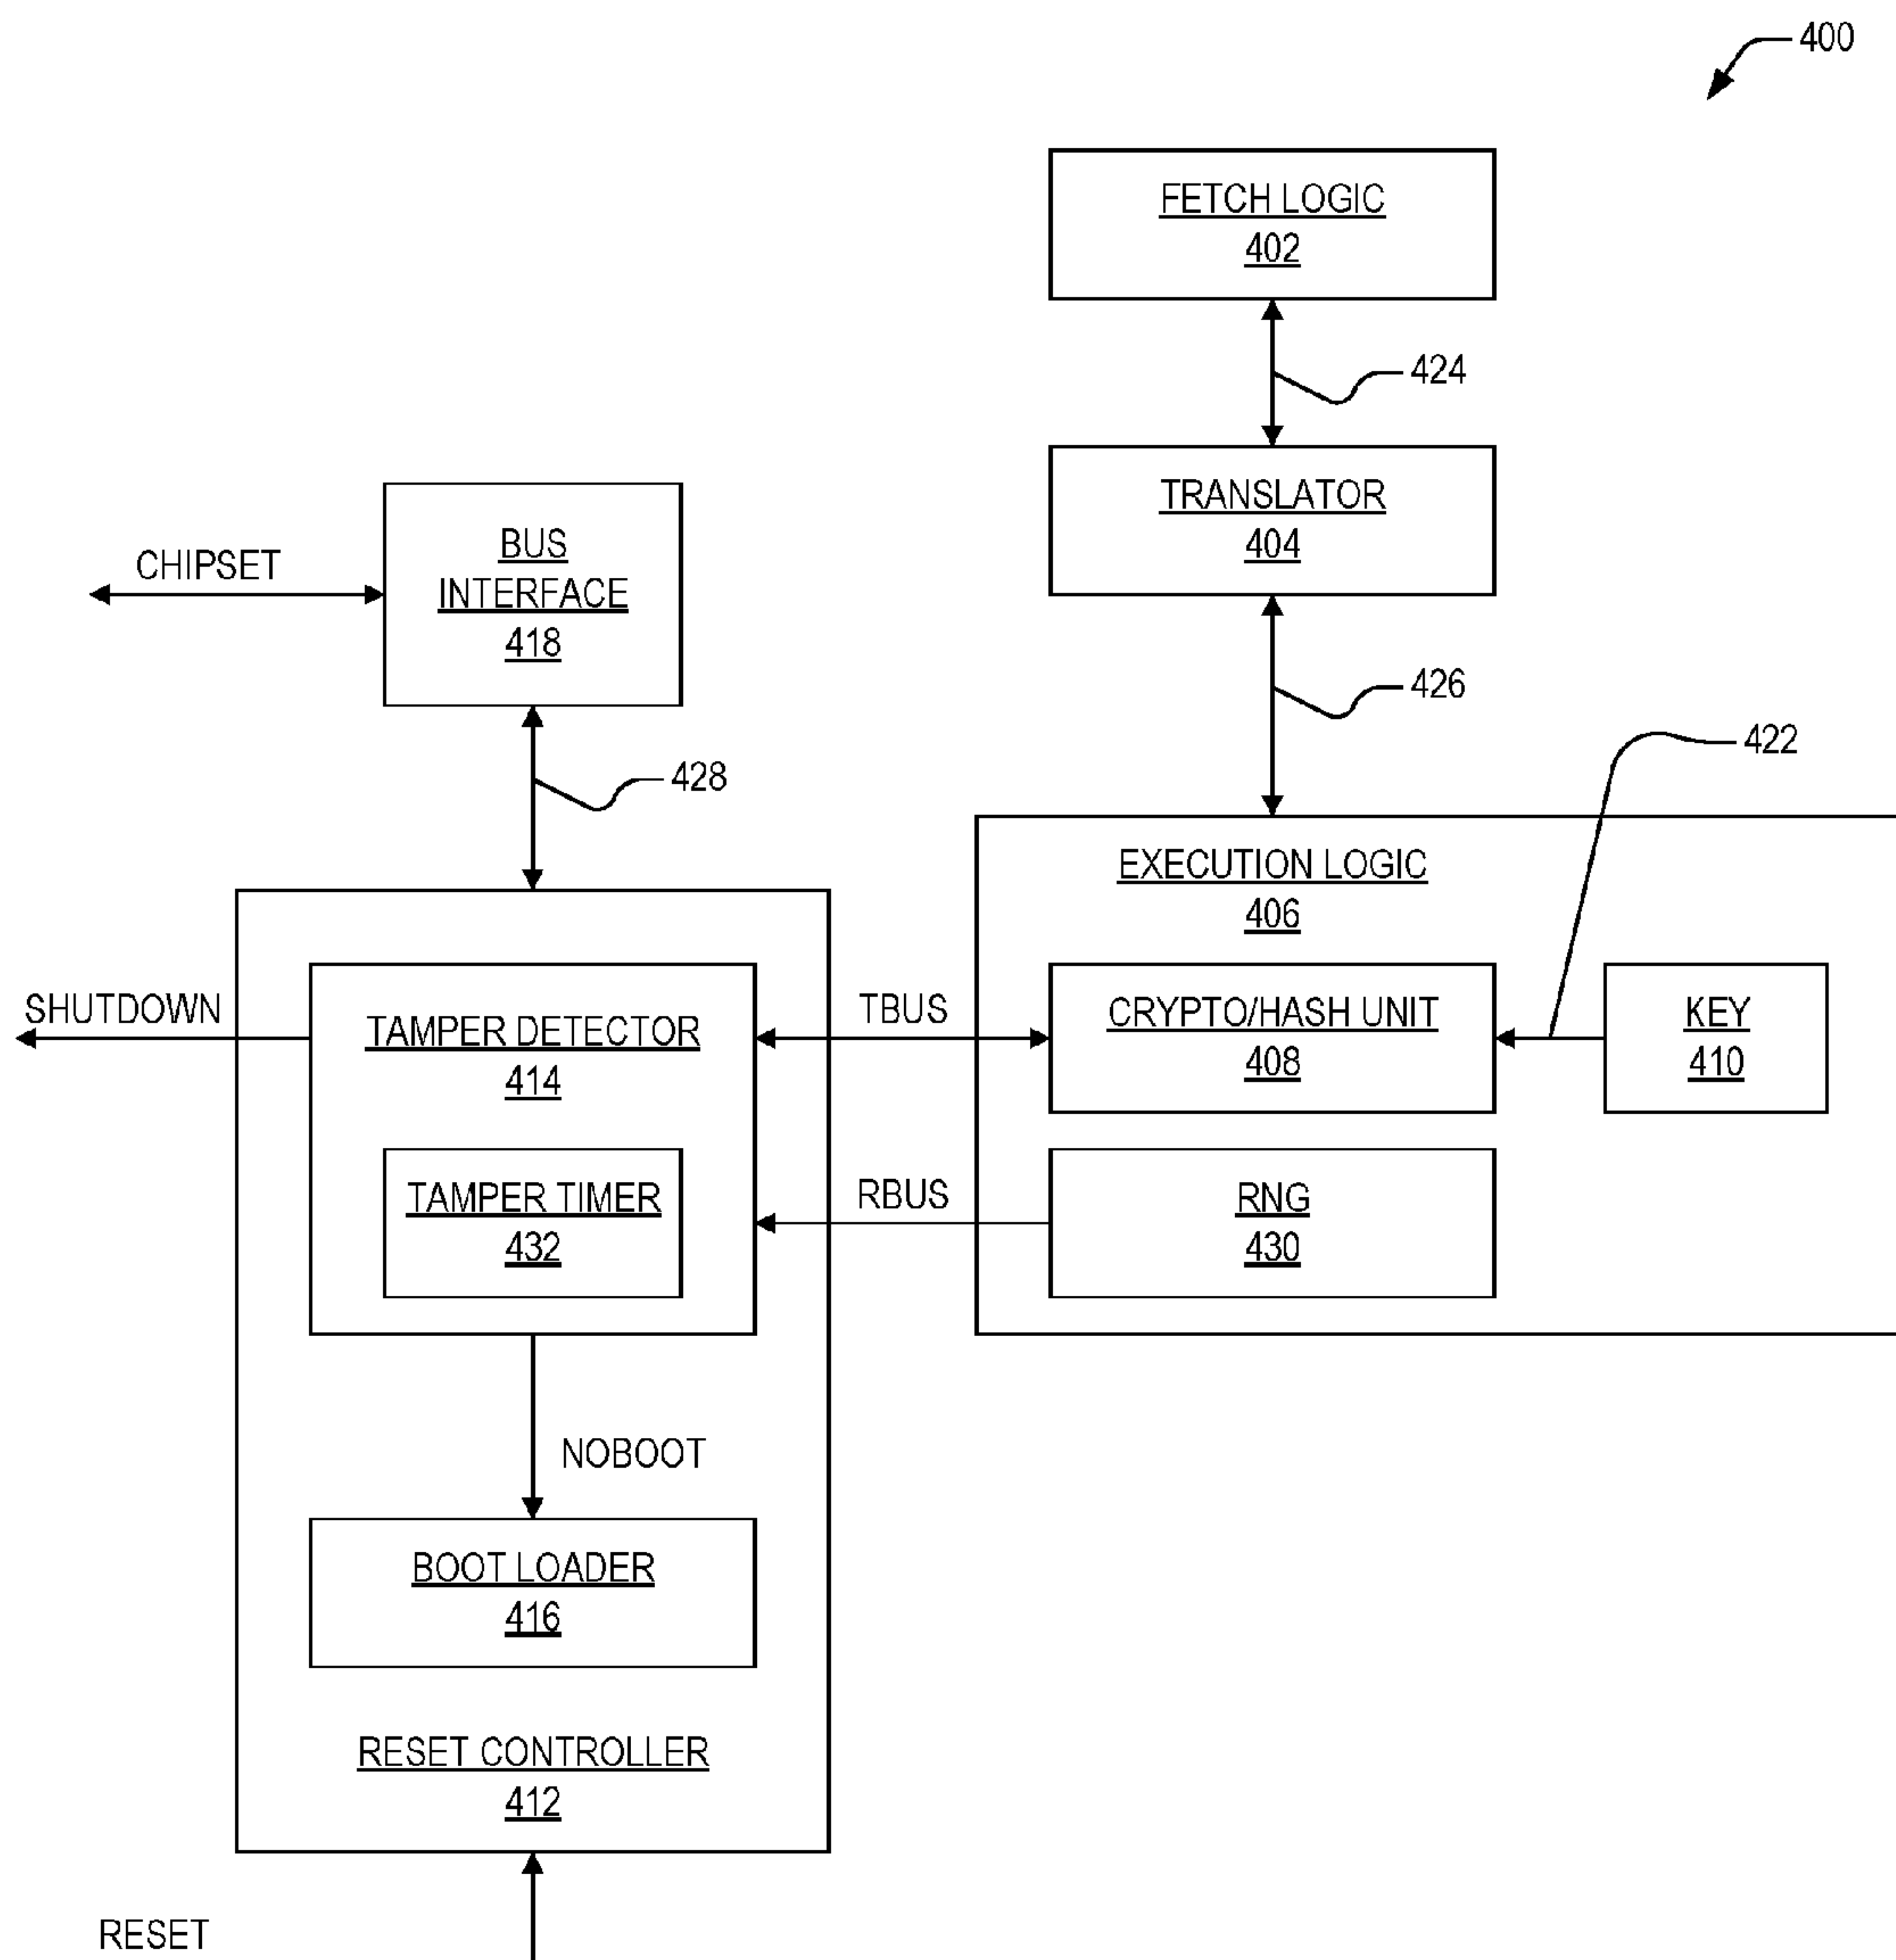 400
FETCH LOGIC
402
424
TRANSLATOR
404
BUS
INTERFACE
418
CHIPSET
426
422
428
EXECUTION LOGIC
406
SHUTDOWN
TAMPER DETECTOR
414
TBUS
CRYPTO/HASH UNIT
408
KEY
410
TAMPER TIMER
432
RBUS
RNG
430
NOBOOT
BOOT LOADER
416
RESET CONTROLLER
412
RESET